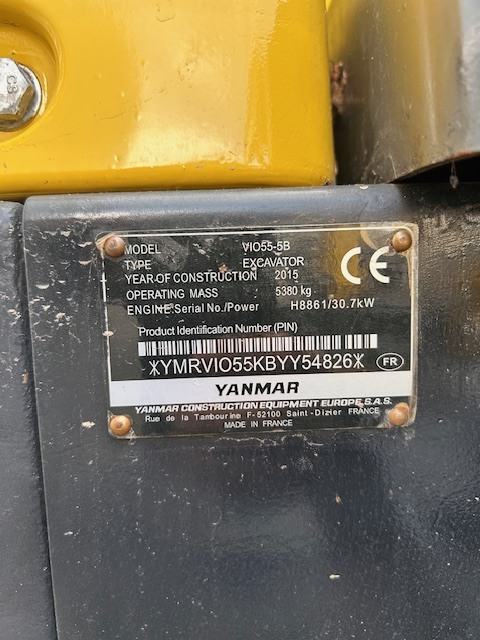 MODEL VIO55-5B
TYPE EXCAVATOR
YEAR OF CONSTRUCTION 2015
OPERATING MASS 5380 kg
ENGINE:Serial No./Power H8861/30.7kW
CE
Product Identification Number (PIN)
*YMRVIO55KBYY54826* FR
YANMAR
YANMAR CONSTRUCTION EQUIPMENT EUROPE S.A.S.
Rue de la Tambourine F-52100 Saint-Dizier FRANCE
MADE IN FRANCE